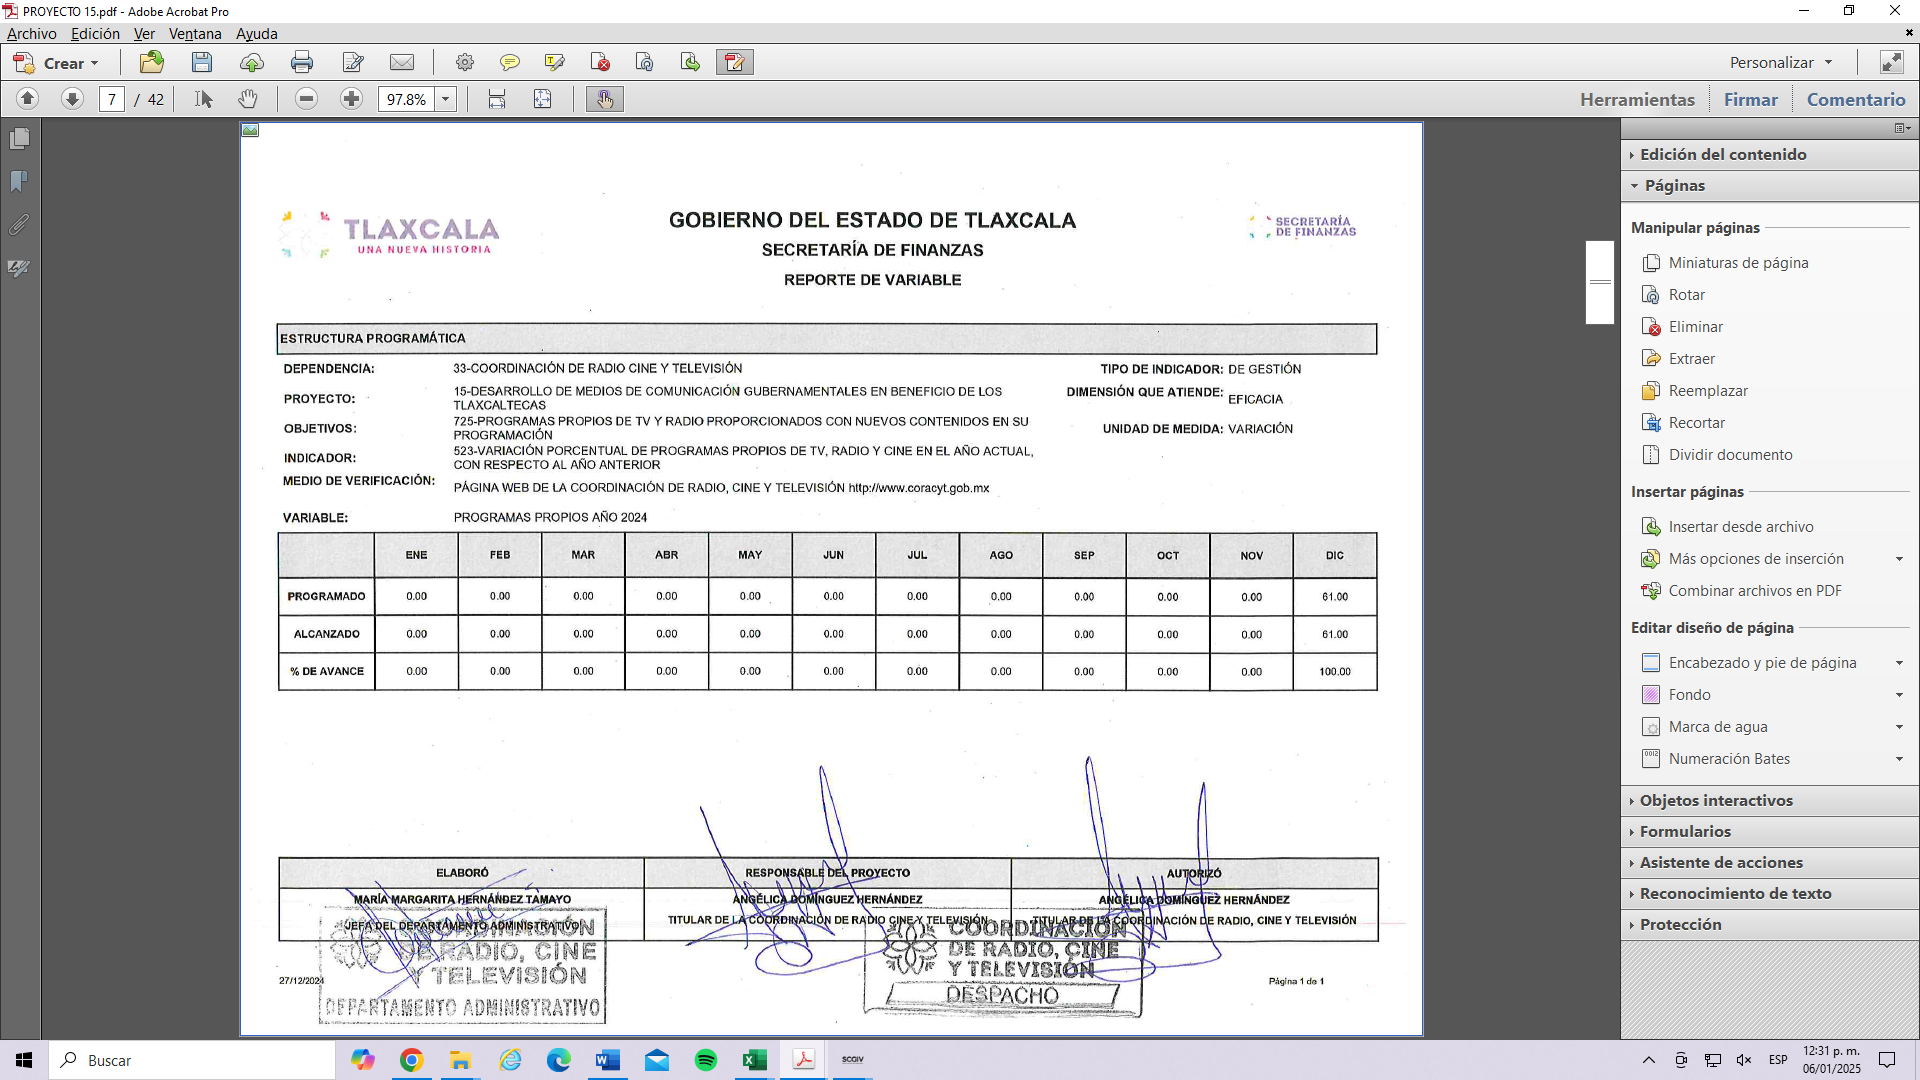 PROYECTO 15.pdf - Adobe Acrobat Pro
Archivo Edición Ver Ventana Ayuda
Crear
Personalizar
7 / 42
97.8%
Herramientas Firmar Comentario
TLAXCALA
UNA NUEVA HISTORIA
GOBIERNO DEL ESTADO DE TLAXCALA
SECRETARÍA DE FINANZAS
REPORTE DE VARIABLE
SECRETARÍA
DE FINANZAS
ESTRUCTURA PROGRAMÁTICA
DEPENDENCIA: 33-COORDINACIÓN DE RADIO CINE Y TELEVISIÓN
TIPO DE INDICADOR: DE GESTIÓN
PROYECTO: 15-DESARROLLO DE MEDIOS DE COMUNICACIÓN GUBERNAMENTALES EN BENEFICIO DE LOS
TLAXCALTECAS
DIMENSIÓN QUE ATIENDE: EFICACIA
OBJETIVOS: 725-PROGRAMAS PROPIOS DE TV Y RADIO PROPORCIONADOS CON NUEVOS CONTENIDOS EN SU
PROGRAMACIÓN
UNIDAD DE MEDIDA: VARIACIÓN
INDICADOR: 523-VARIACIÓN PORCENTUAL DE PROGRAMAS PROPIOS DE TV, RADIO Y CINE EN EL AÑO ACTUAL,
CON RESPECTO AL AÑO ANTERIOR
MEDIO DE VERIFICACIÓN: PÁGINA WEB DE LA COORDINACIÓN DE RADIO, CINE Y TELEVISIÓN http://www.coracyt.gob.mx
VARIABLE: PROGRAMAS PROPIOS AÑO 2024
ENE FEB MAR ABR MAY JUN JUL AGO SEP OCT NOV DIC
PROGRAMADO 0.00 0.00 0.00 0.00 0.00 0.00 0.00 0.00 0.00 0.00 0.00 61.00
ALCANZADO 0.00 0.00 0.00 0.00 0.00 0.00 0.00 0.00 0.00 0.00 0.00 61.00
% DE AVANCE 0.00 0.00 0.00 0.00 0.00 0.00 0.00 0.00 0.00 0.00 0.00 100.00
ELABORÓ RESPONSABLE DEL PROYECTO AUTORIZÓ
MARÍA MARGARITA HERNÁNDEZ TAMAYO ANGÉLICA DOMÍNGUEZ HERNÁNDEZ ANGÉLICA DOMÍNGUEZ HERNÁNDEZ
JEFA DEL DEPARTAMENTO ADMINISTRATIVO TITULAR DE LA COORDINACIÓN DE RADIO CINE Y TELEVISIÓN TITULAR DE LA COORDINACIÓN DE RADIO, CINE Y TELEVISIÓN
COORDINACIÓN
DE RADIO, CINE
Y TELEVISIÓN
DEPARTAMENTO ADMINISTRATIVO
COORDINACIÓN
DE RADIO, CINE
Y TELEVISIÓN
DESPACHO
27/12/2024
Página 1 de 1
Edición del contenido
Páginas
Manipular páginas
Miniaturas de página
Rotar
Eliminar
Extraer
Reemplazar
Recortar
Dividir documento
Insertar páginas
Insertar desde archivo
Más opciones de inserción
Combinar archivos en PDF
Editar diseño de página
Encabezado y pie de página
Fondo
Marca de agua
Numeración Bates
Objetos interactivos
Formularios
Asistente de acciones
Reconocimiento de texto
Protección
Buscar
SCGIV
ESP
12:31 p. m.
06/01/2025